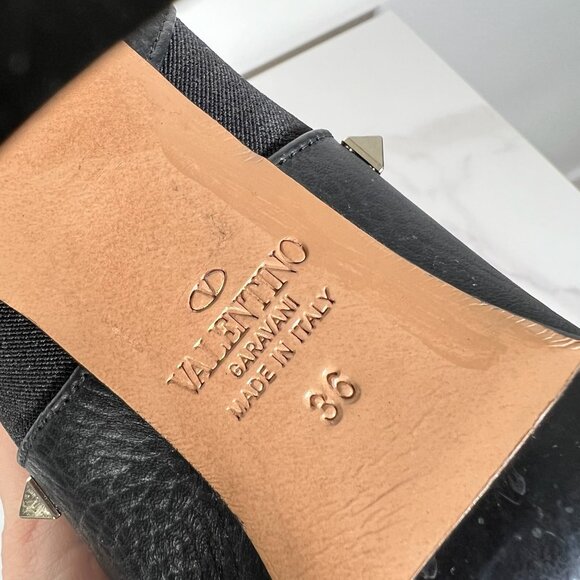 V
VALENTINO
GARAVANI
MADE IN ITALY
36